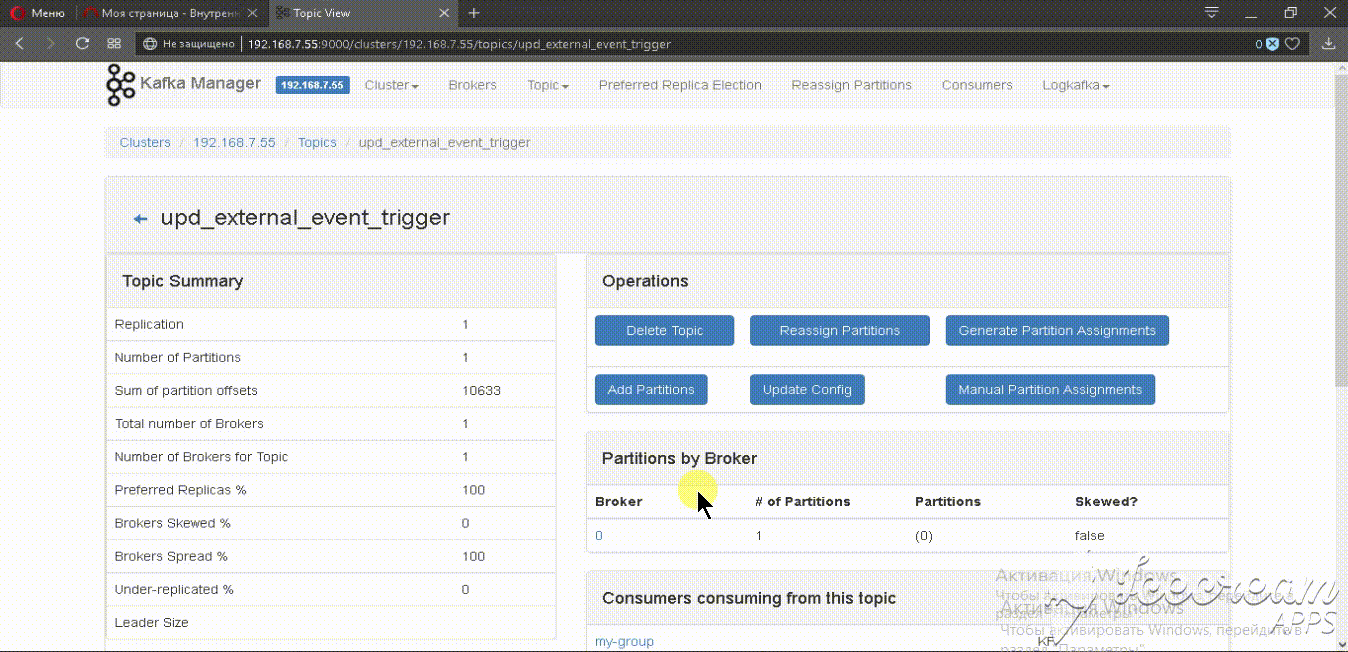 Меню
Моя страница - Внутрен
Topic View
Не защищено
192.168.7.55:9000/clusters/192.168.7.55/topics/upd_external_event_trigger
0
Kafka Manager
192.168.7.55
Cluster
Brokers
Topic
Preferred Replica Election
Reassign Partitions
Consumers
Logkafka
Clusters / 192.168.7.55 / Topics / upd_external_event_trigger
upd_external_event_trigger
Topic Summary
Replication 1
Number of Partitions 1
Sum of partition offsets 10633
Total number of Brokers 1
Number of Brokers for Topic 1
Preferred Replicas % 100
Brokers Skewed % 0
Brokers Spread % 100
Under-replicated % 0
Leader Size
Operations
Delete Topic
Reassign Partitions
Generate Partition Assignments
Add Partitions
Update Config
Manual Partition Assignments
Partitions by Broker
Broker # of Partitions Partitions Skewed?
0 1 (0) false
Consumers consuming from this topic
my-group
KF
Активация Windows
Активация Windows
Чтобы активировать Windows, перейдите в
раздел "Параметры".
icecream
APPS